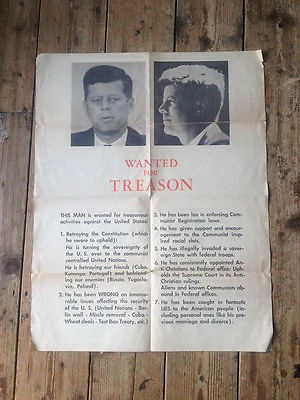 WANTED
FOR
TREASON
THIS MAN is wanted for treasonous
activities against the United States:
1. Betraying the Constitution (which
he swore to uphold):
He is turning the sovereignty of
the U. S. over to the communist
controlled United Nations.
He is betraying our friends (Cuba,
Katanga, Portugal) and befriend-
ing our enemies (Russia, Yugosla-
via, Poland).
2. He has been WRONG on innumer-
able issues affecting the security
of the U. S. (United Nations - Ber-
lin wall - Missle removal - Cuba -
Wheat deals - Test Ban Treaty, etc.)
3. He has been lax in enforcing Com-
munist Registration laws.
4. He has given support and encour-
agement to the Communist insp-
ired racial riots.
5. He has illegally invaded a sover-
eign State with federal troops.
6. He has consistently appointed An-
ti-Christians to Federal office: Up-
holds the Supreme Court in its Anti-
Christian rulings.
Aliens and known Communists abo-
und in Federal offices.
7. He has been caught in fantastic
LIES to the American people (in-
cluding personal ones like his pre-
vious marriage and divorce).